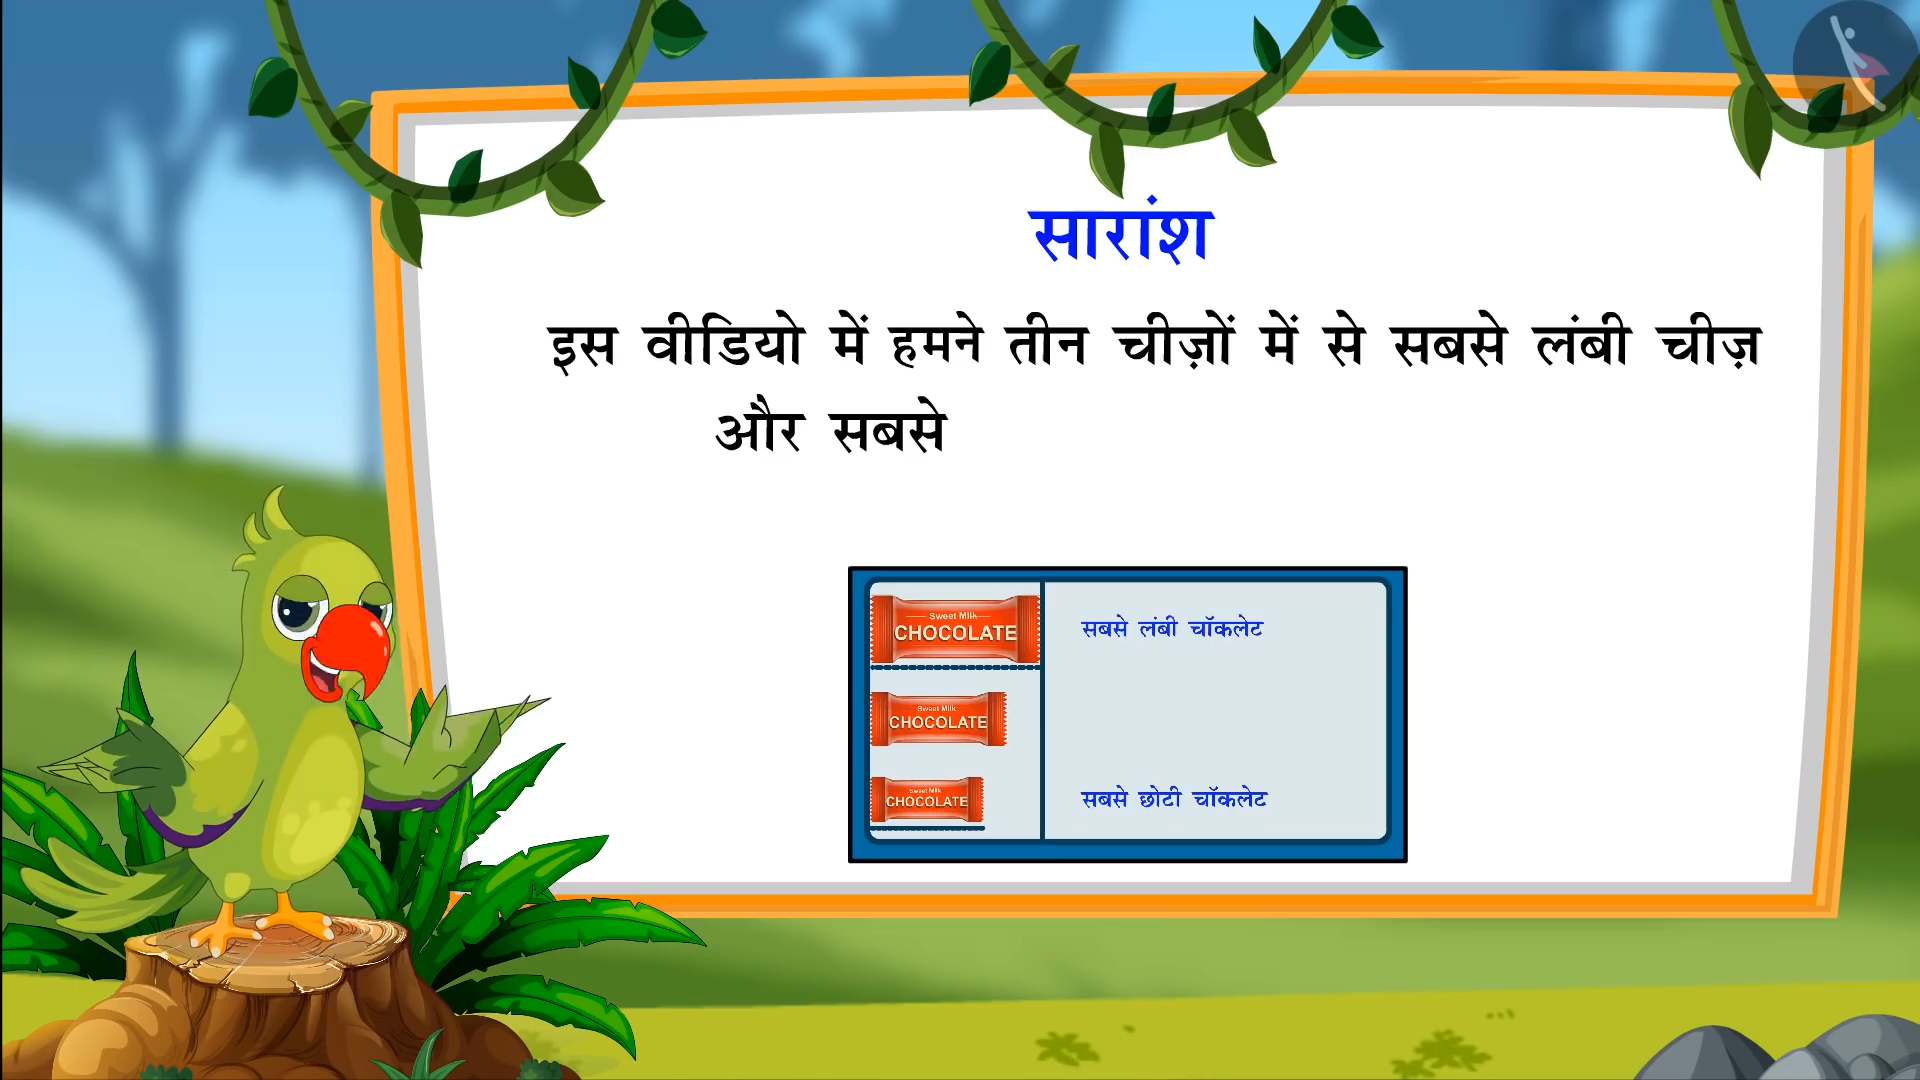 सारांश
इस वीडियो में हमने तीन चीज़ों में से सबसे लंबी चीज़
और सबसे
Sweet Milk
CHOCOLATE
सबसे लंबी चॉकलेट
Sweet Milk
CHOCOLATE
Sweet Milk
CHOCOLATE
सबसे छोटी चॉकलेट